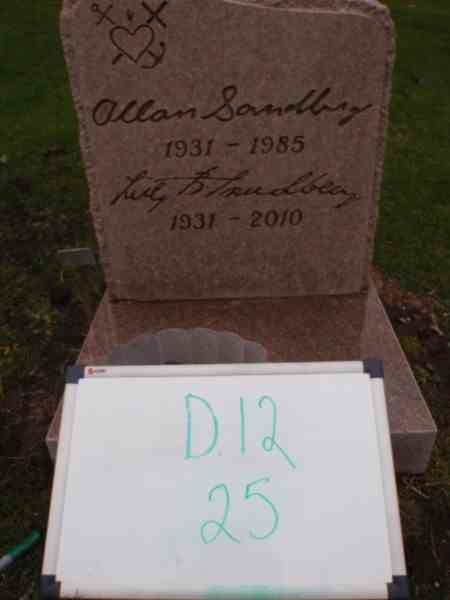 Allan Sandberg
1931 - 1985
B Sandberg
1931 - 2010
D.12
25